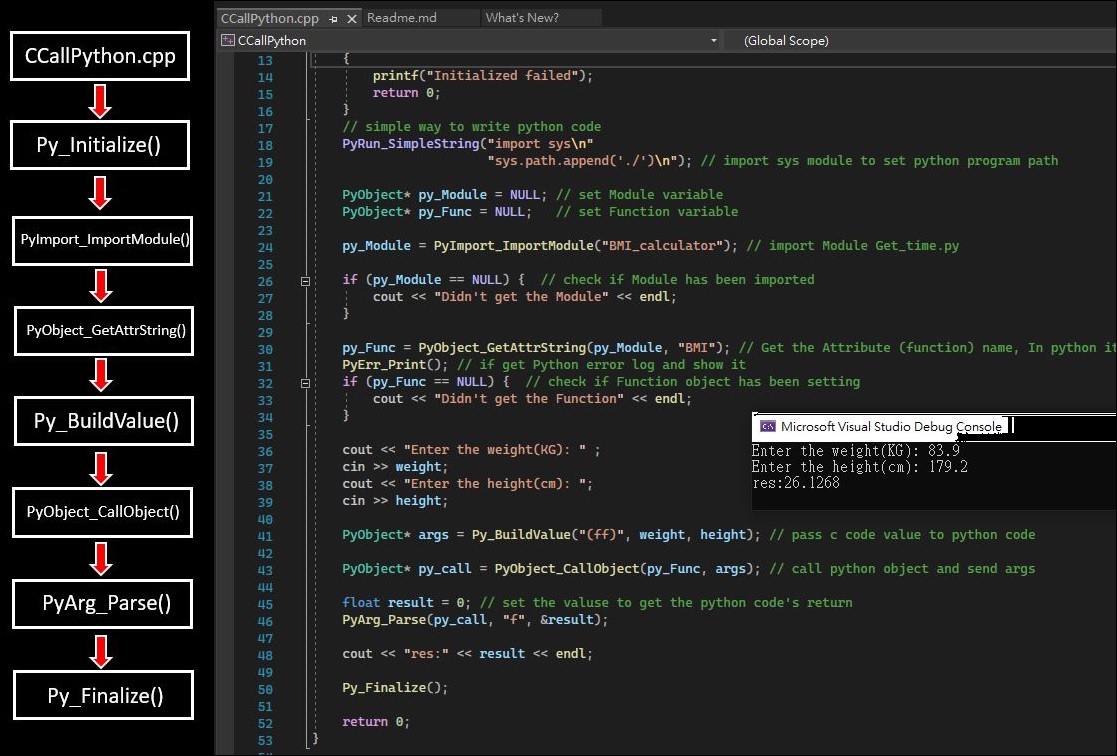 CCallPython.cpp
Py_Initialize()
PyImport_ImportModule()
PyObject_GetAttrString()
Py_BuildValue()
PyObject_CallObject()
PyArg_Parse()
Py_Finalize()
CCallPython.cpp Readme.md What's New?
CCallPython (Global Scope)
13 {
14 printf("Initialized failed");
15 return 0;
16 }
17 // simple way to write python code
18 PyRun_SimpleString("import sys\n"
19 "sys.path.append('./')\n"); // import sys module to set python program path
20
21 PyObject* py_Module = NULL; // set Module variable
22 PyObject* py_Func = NULL; // set Function variable
23
24 py_Module = PyImport_ImportModule("BMI_calculator"); // import Module Get_time.py
25
26 if (py_Module == NULL) { // check if Module has been imported
27 cout << "Didn't get the Module" << endl;
28 }
29
30 py_Func = PyObject_GetAttrString(py_Module, "BMI"); // Get the Attribute (function) name, In python it
31 PyErr_Print(); // if get Python error log and show it
32 if (py_Func == NULL) { // check if Function object has been setting
33 cout << "Didn't get the Function" << endl;
34 }
35
36 cout << "Enter the weight(KG): " ;
37 cin >> weight;
38 cout << "Enter the height(cm): ";
39 cin >> height;
40
41 PyObject* args = Py_BuildValue("(ff)", weight, height); // pass c code value to python code
42
43 PyObject* py_call = PyObject_CallObject(py_Func, args); // call python object and send args
44
45 float result = 0; // set the valuse to get the python code's return
46 PyArg_Parse(py_call, "f", &result);
47
48 cout << "res:" << result << endl;
49
50 Py_Finalize();
51
52 return 0;
53 }
Microsoft Visual Studio Debug Console
Enter the weight(KG): 83.9
Enter the height(cm): 179.2
res:26.1268